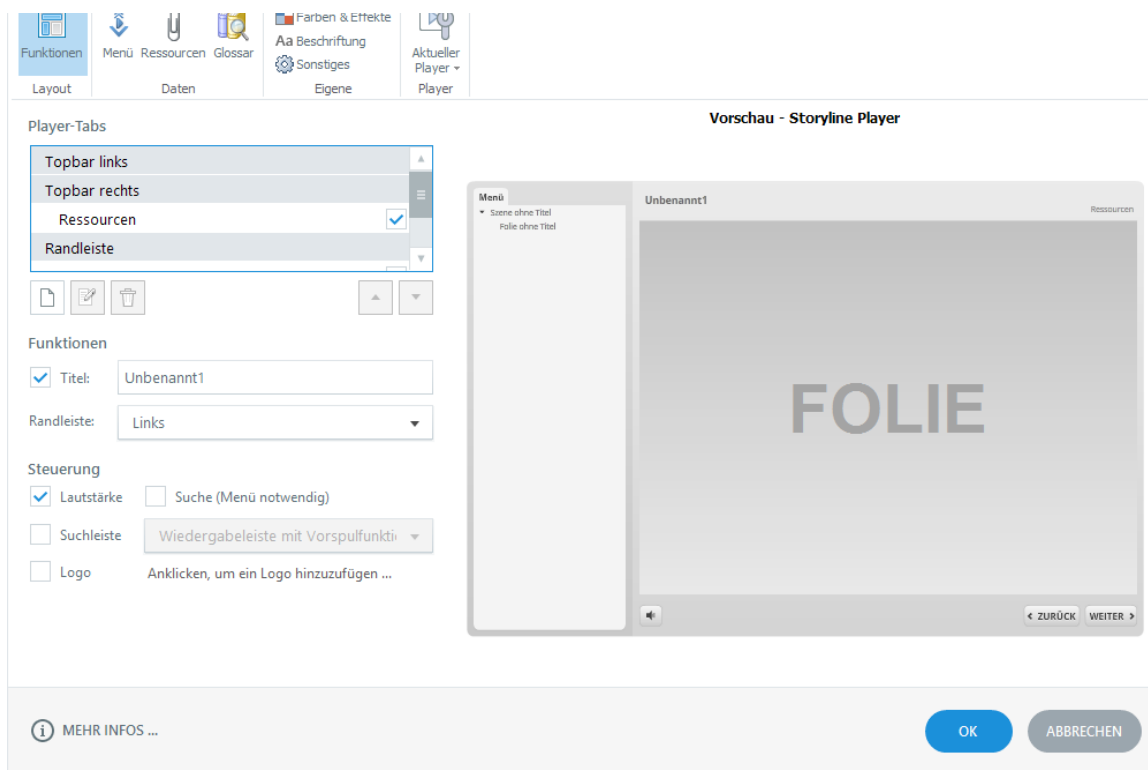 Farben & Effekte
Aa Beschriftung
Sonstiges
Funktionen
Menü
Ressourcen
Glossar
Aktueller
Player
Layout
Daten
Eigene
Player
Player-Tabs
Topbar links
Topbar rechts
Ressourcen
Randleiste
Funktionen
Titel:
Unbenannt1
Randleiste:
Links
Steuerung
Lautstärke
Suche (Menü notwendig)
Suchleiste
Wiedergabeleiste mit Vorspulfunkti
Logo
Anklicken, um ein Logo hinzuzufügen ...
Vorschau - Storyline Player
Menü
Szene ohne Titel
Folie ohne Titel
Unbenannt1
Ressourcen
FOLIE
ZURÜCK
WEITER
MEHR INFOS ...
OK
ABBRECHEN